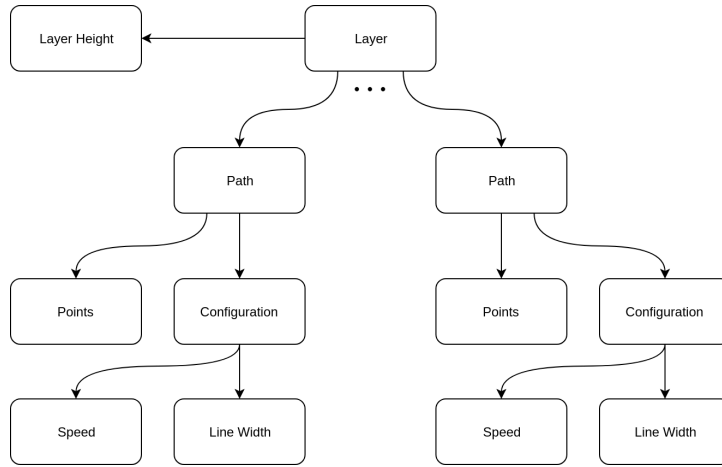 Layer Height
Layer
• • •
Path
Path
Points
Configuration
Points
Configuration
Speed
Line Width
Speed
Line Width